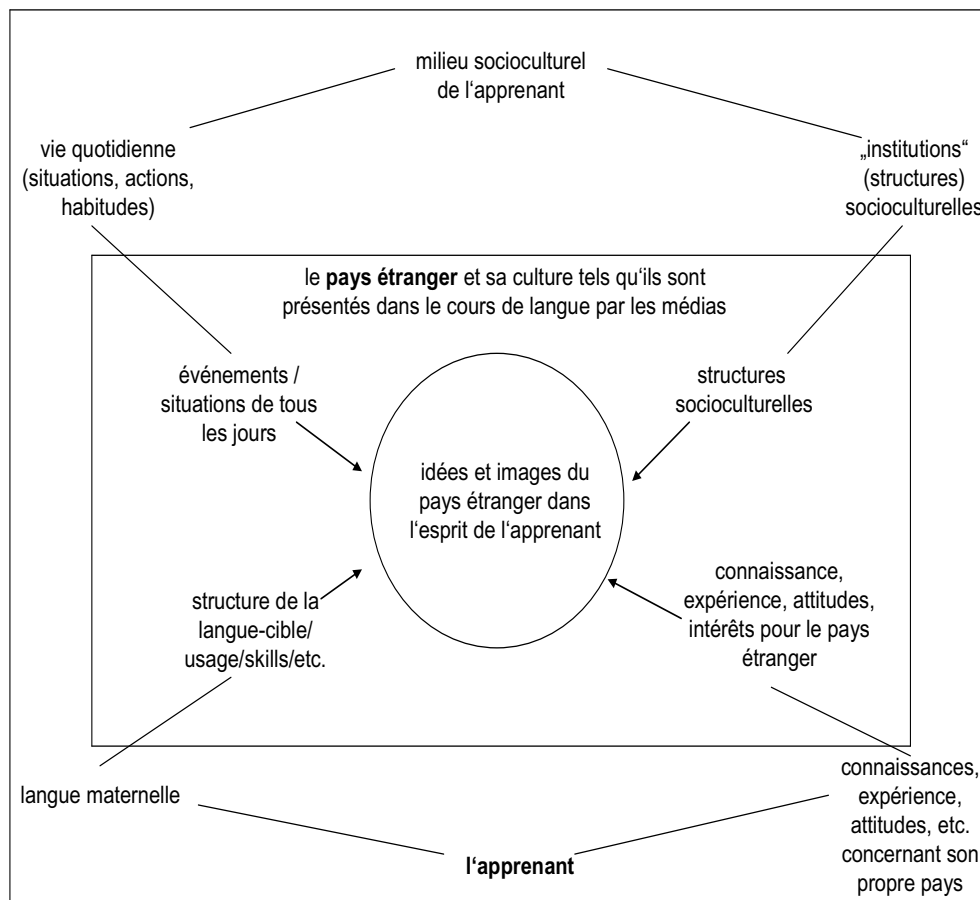 milieu socioculturel
de l‘apprenant
vie quotidienne
(situations, actions,
habitudes)
„institutions“
(structures)
socioculturelles
le pays étranger et sa culture tels qu‘ils sont
présentés dans le cours de langue par les médias
événements /
situations de tous
les jours
structures
socioculturelles
idées et images du
pays étranger dans
l‘esprit de l‘apprenant
structure de la
langue-cible/
usage/skills/etc.
connaissance,
expérience, attitudes,
intérêts pour le pays
étranger
langue maternelle
connaissances,
expérience,
attitudes, etc.
concernant son
propre pays
l‘apprenant